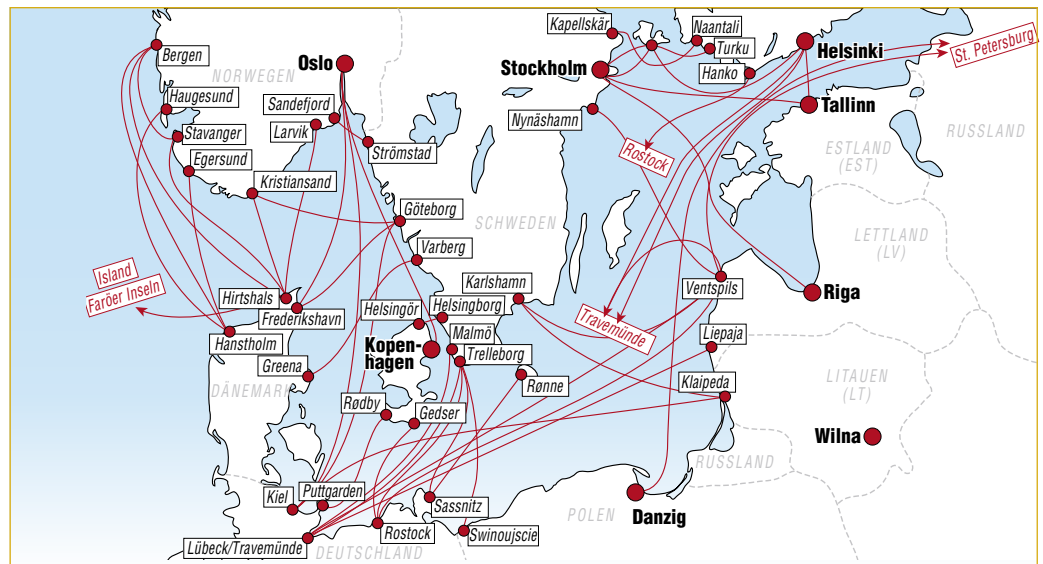 Kapellskär
Naantali
Turku
Bergen
Oslo
Helsinki
St. Petersburg
NORWEGEN
Stockholm
Hanko
Haugesund
Sandefjord
Tallinn
Larvik
Nynäshamn
RUSSLAND
Stavanger
Strömstad
Rostock
ESTLAND
(EST)
Egersund
Kristiansand
Göteborg
SCHWEDEN
LETTLAND
(LV)
Varberg
Island
Faröer Inseln
Karlshamn
Ventspils
Riga
Hirtshals
Frederikshavn
Helsingör
Helsingborg
Travemünde
Hanstholm
Malmö
Liepaja
Kopen-
hagen
Trelleborg
Greena
Rønne
Klaipeda
LITAUEN
(LT)
DÄNEMARK
Rødby
Gedser
Wilna
RUSSLAND
Kiel
Puttgarden
Sassnitz
Danzig
POLEN
Lübeck/Travemünde
Rostock
Swinoujscie
DEUTSCHLAND